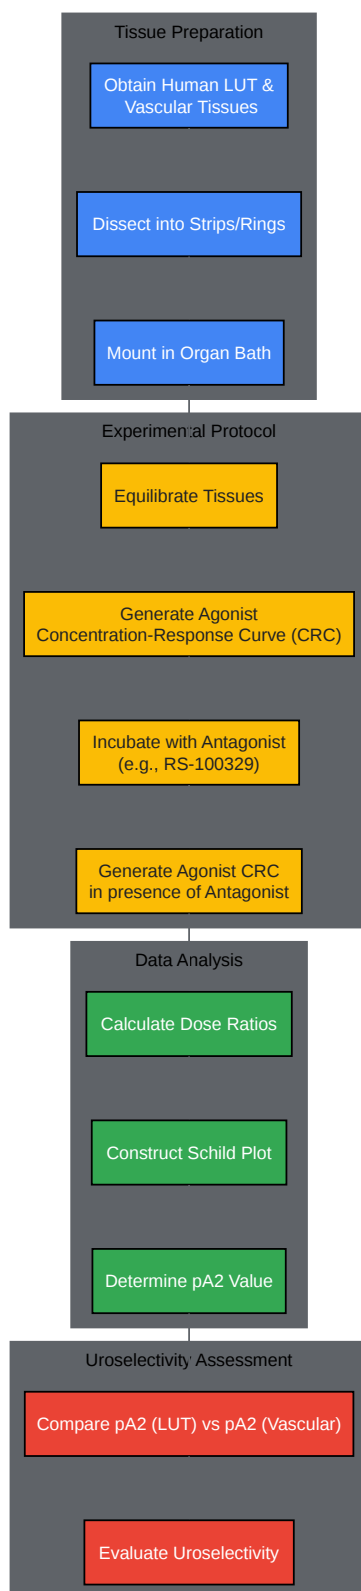 Tissue Preparation
Obtain Human LUT &
Vascular Tissues
Dissect into Strips/Rings
Mount in Organ Bath
Experimental Protocol
Equilibrate Tissues
Generate Agonist
Concentration-Response Curve (CRC)
Incubate with Antagonist
(e.g., RS-100329)
Generate Agonist CRC
in presence of Antagonist
Data Analysis
Calculate Dose Ratios
Construct Schild Plot
Determine pA2 Value
Uroselectivity Assessment
Compare pA2 (LUT) vs pA2 (Vascular)
Evaluate Uroselectivity